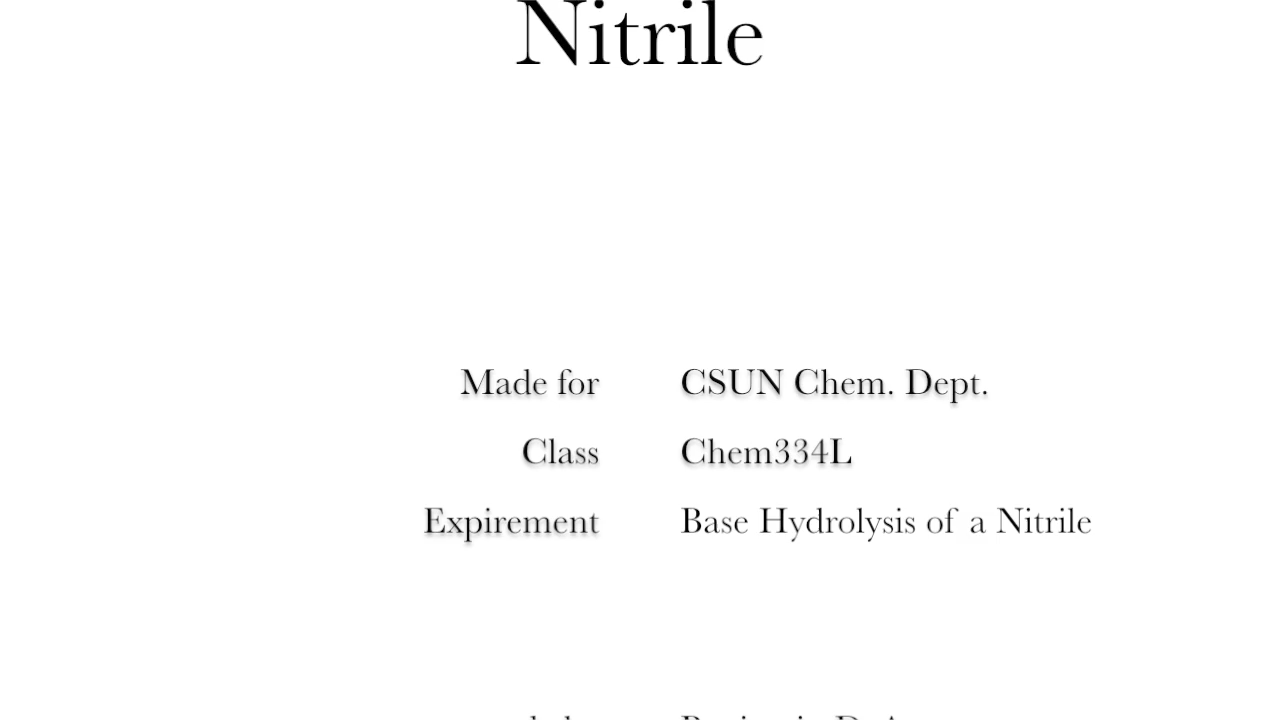 Nitrile
Made for CSUN Chem. Dept.
Class Chem334L
Expirement Base Hydrolysis of a Nitrile